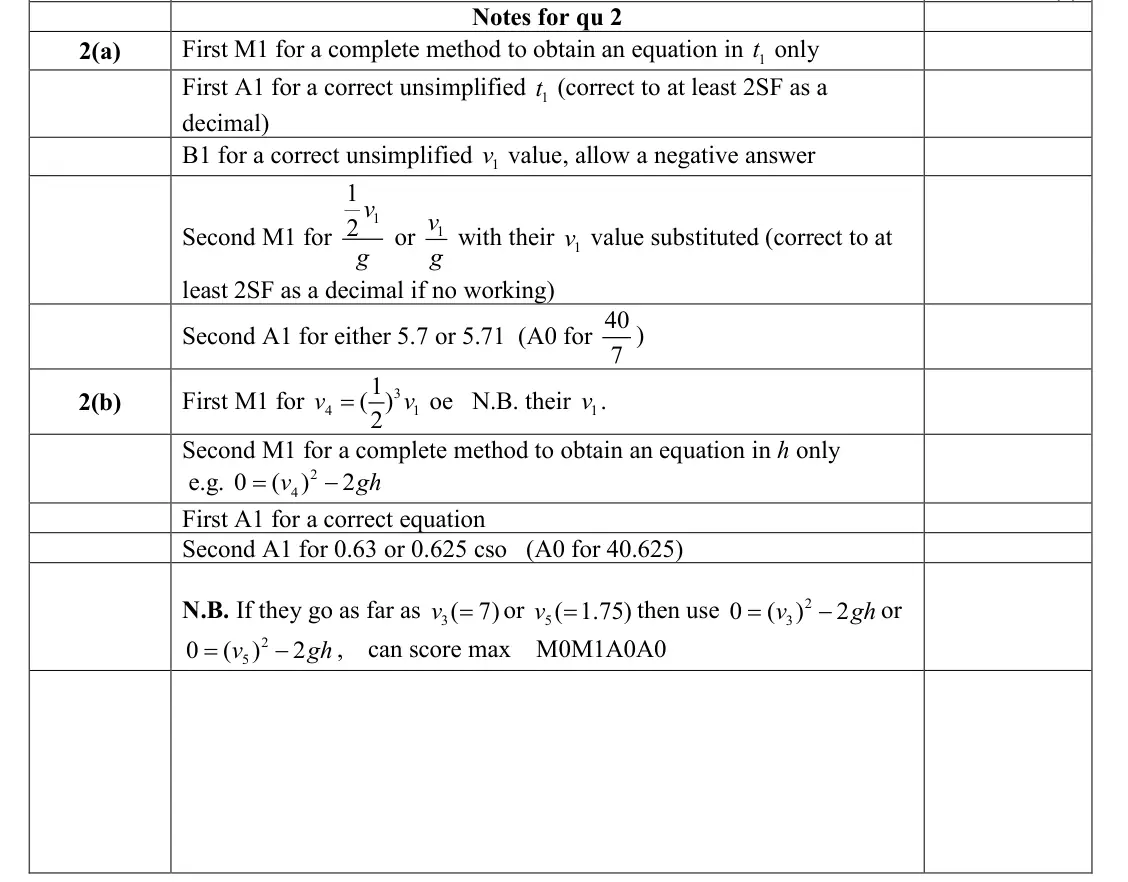 Notes for qu 2
2(a) First M1 for a complete method to obtain an equation in t₁ only
First A1 for a correct unsimplified t₁ (correct to at least 2SF as a
decimal)
B1 for a correct unsimplified v₁ value, allow a negative answer
Second M1 for (1/2 v₁)/g or v₁/g with their v₁ value substituted (correct to at
least 2SF as a decimal if no working)
Second A1 for either 5.7 or 5.71 (A0 for 40/7)
2(b) First M1 for v₄ = (1/2)³v₁ oe N.B. their v₁.
Second M1 for a complete method to obtain an equation in h only
e.g. 0 = (v₄)² − 2gh
First A1 for a correct equation
Second A1 for 0.63 or 0.625 cso (A0 for 40.625)
N.B. If they go as far as v₃(= 7) or v₅(= 1.75) then use 0 = (v₃)² − 2gh or
0 = (v₅)² − 2gh, can score max M0M1A0A0